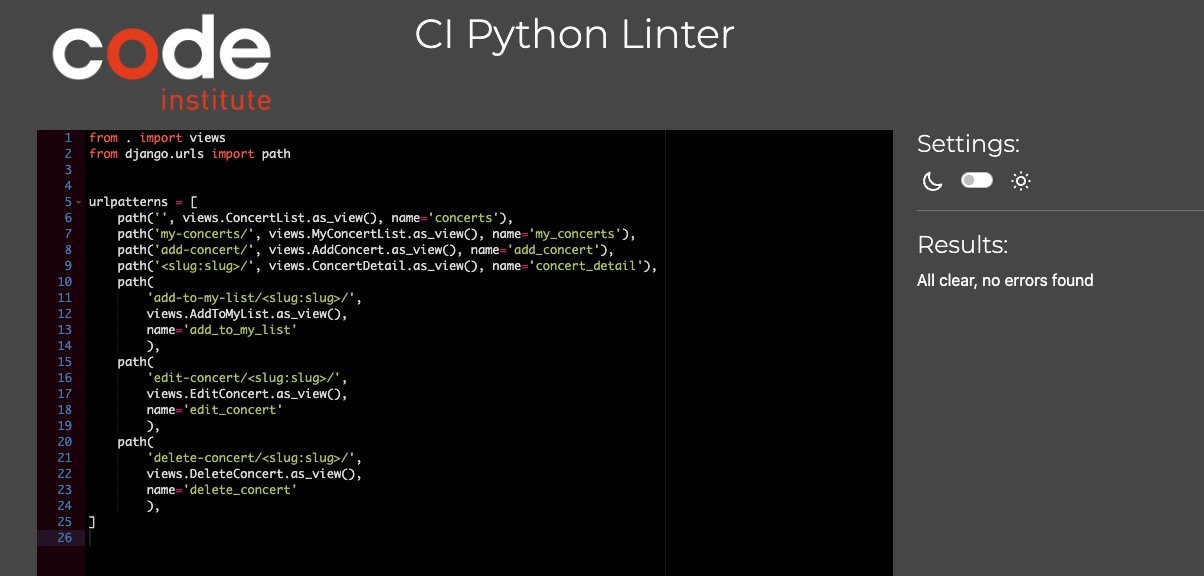 code
institute
CI Python Linter
1 from . import views
2 from django.urls import path
3
4
5 urlpatterns = [
6     path('', views.ConcertList.as_view(), name='concerts'),
7     path('my-concerts/', views.MyConcertList.as_view(), name='my_concerts'),
8     path('add-concert/', views.AddConcert.as_view(), name='add_concert'),
9     path('<slug:slug>/', views.ConcertDetail.as_view(), name='concert_detail'),
10     path(
11         'add-to-my-list/<slug:slug>/',
12         views.AddToMyList.as_view(),
13         name='add_to_my_list'
14         ),
15     path(
16         'edit-concert/<slug:slug>/',
17         views.EditConcert.as_view(),
18         name='edit_concert'
19         ),
20     path(
21         'delete-concert/<slug:slug>/',
22         views.DeleteConcert.as_view(),
23         name='delete_concert'
24         ),
25 ]
26
Settings:
Results:
All clear, no errors found